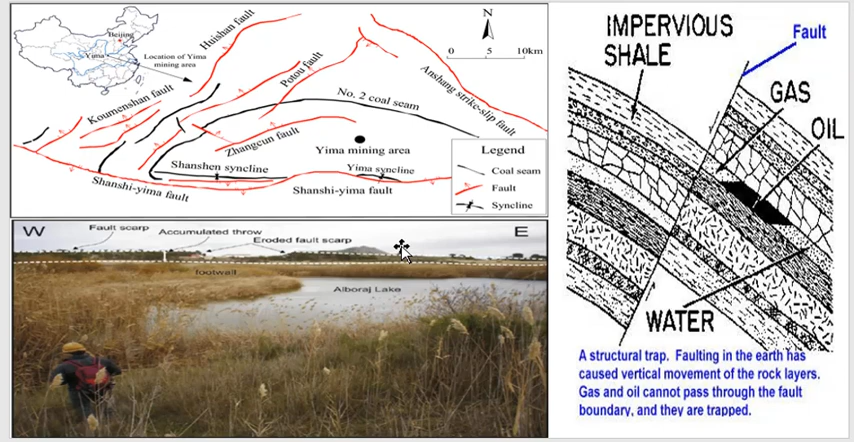 Beijing
Yima
Location of Yima
mining area
Huishan fault
N
0 5 10km
Potou fault
Anshang strike-slip fault
Koumenshan fault
No. 2 coal seam
Zhangcun fault
Yima mining area
Shanshen syncline
Yima syncline
Shanshi-yima fault
Shanshi-yima fault
Legend
Coal seam
Fault
Syncline
W
E
Fault scarp
Accumulated throw
Eroded fault scarp
footwall
Alboraj Lake
IMPERVIOUS
SHALE
Fault
GAS
OIL
WATER
A structural trap. Faulting in the earth has
caused vertical movement of the rock layers.
Gas and oil cannot pass through the fault
boundary, and they are trapped.